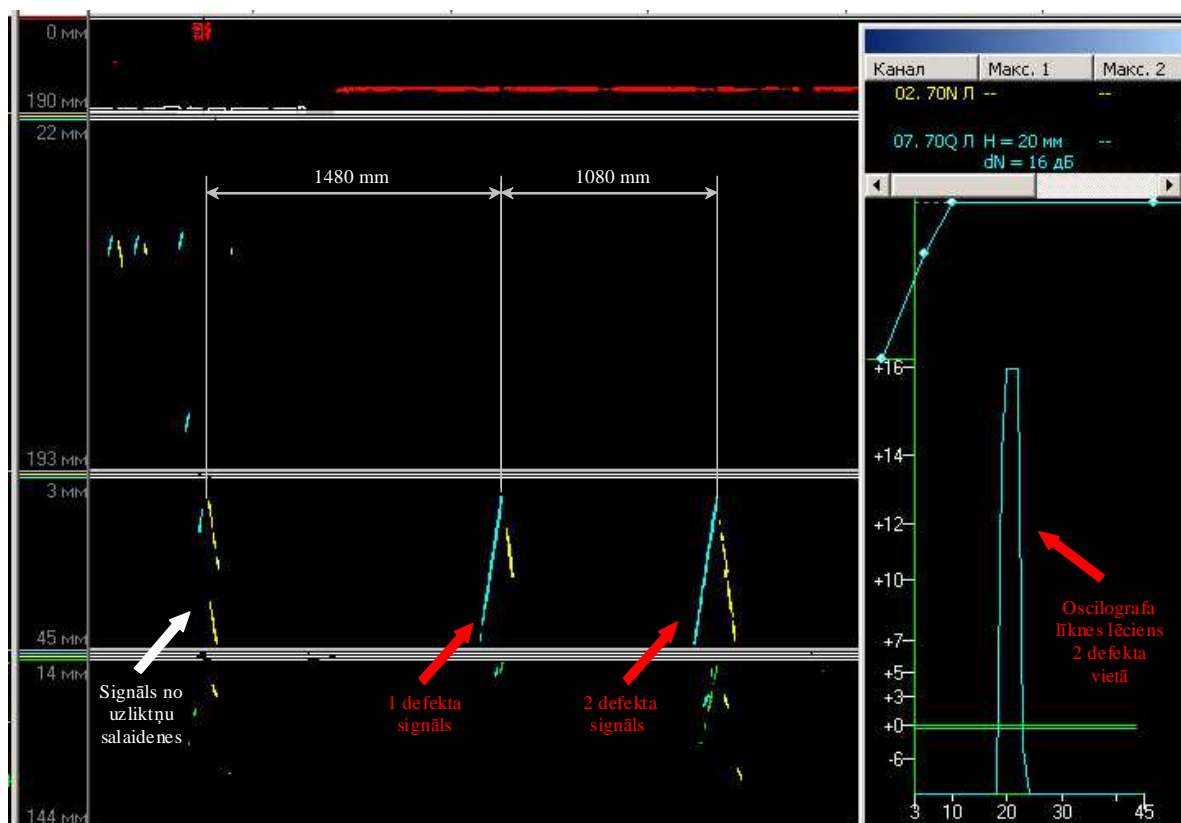 0 мм
190 мм
22 мм
193 мм
3 мм
45 мм
14 мм
144 мм
1480 mm
1080 mm
Signāls no
uzliktņu
salaidenes
1 defekta
signāls
2 defekta
signāls
Канал Макс. 1 Макс. 2
02. 70N Л -- --
07. 70Q Л H = 20 мм --
dN = 16 дБ
+16
+14
+12
+10
+7
+5
+3
+0
-6
3 10 20 30 45
Oscilografa
līknes lēciens
2 defekta
vietā